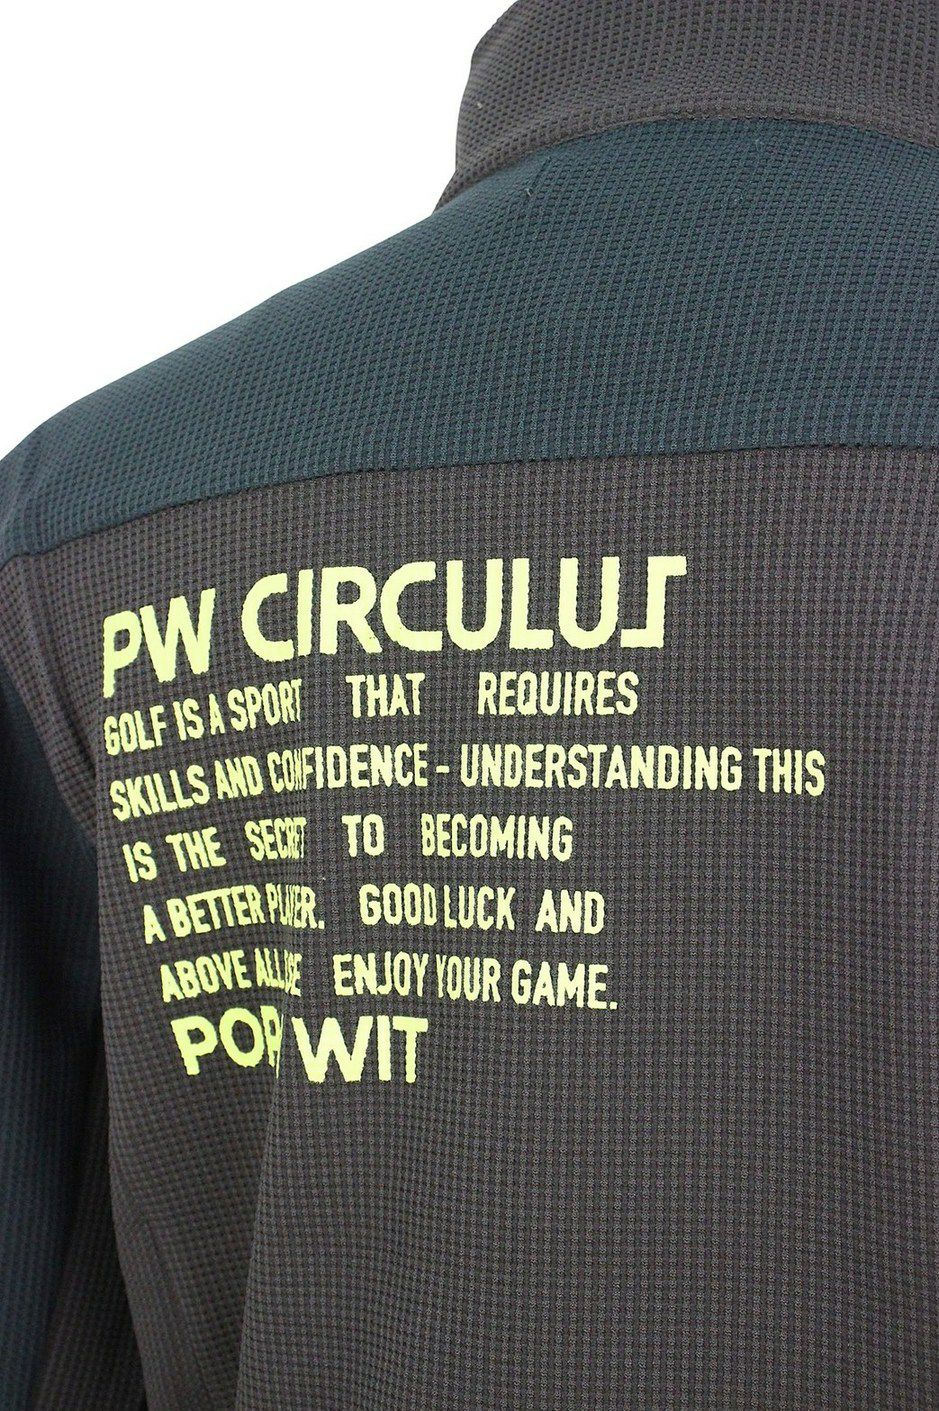 PW CIRCULUS
GOLF IS A SPORT THAT REQUIRES
SKILLS AND CONFIDENCE - UNDERSTANDING THIS
IS THE SECRET TO BECOMING
A BETTER PLAYER. GOOD LUCK AND
ABOVE ALL ENJOY YOUR GAME.
WIT